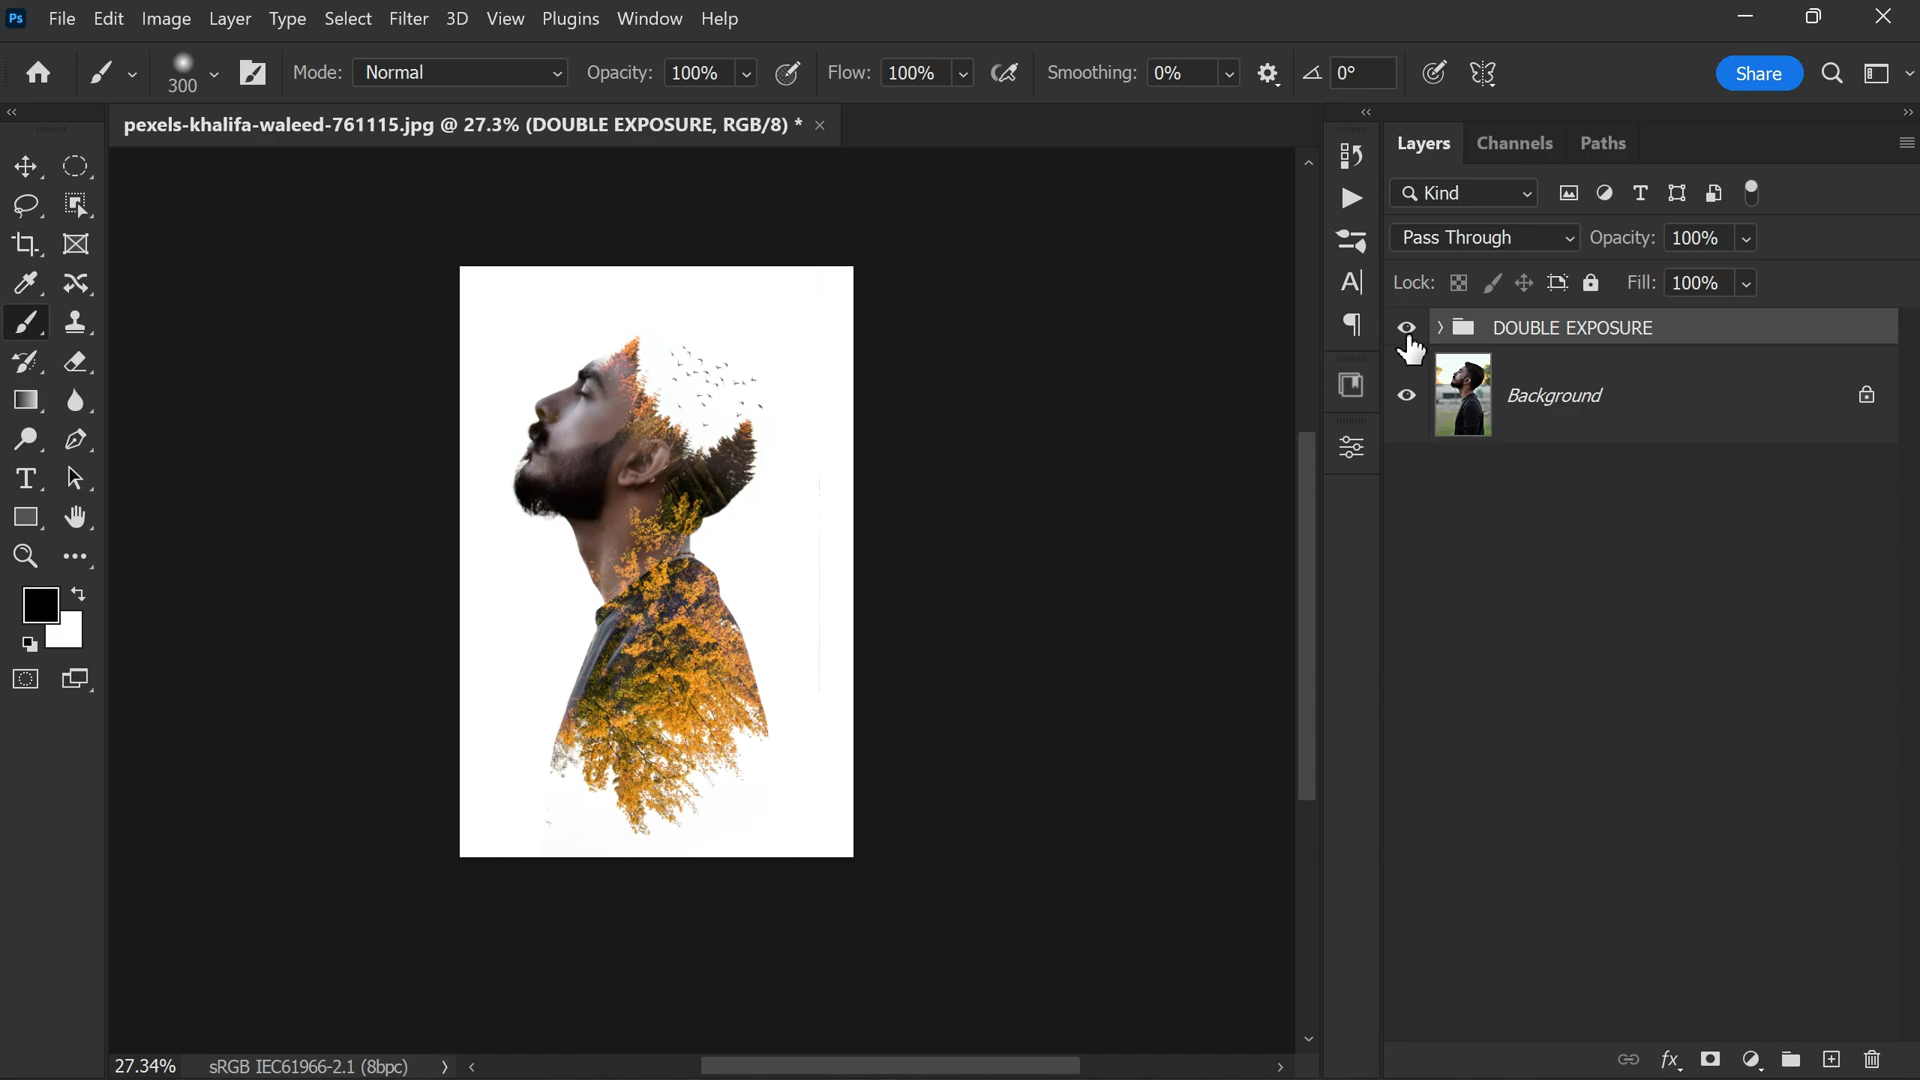 Ps File Edit Image Layer Type Select Filter 3D View Plugins Window Help
300 Mode: Normal Opacity: 100% Flow: 100% Smoothing: 0% 0° Share
pexels-khalifa-waleed-761115.jpg @ 27.3% (DOUBLE EXPOSURE, RGB/8) *
Layers Channels Paths
Kind
Pass Through Opacity: 100%
Lock: Fill: 100%
DOUBLE EXPOSURE
Background
27.34% sRGB IEC61966-2.1 (8bpc)